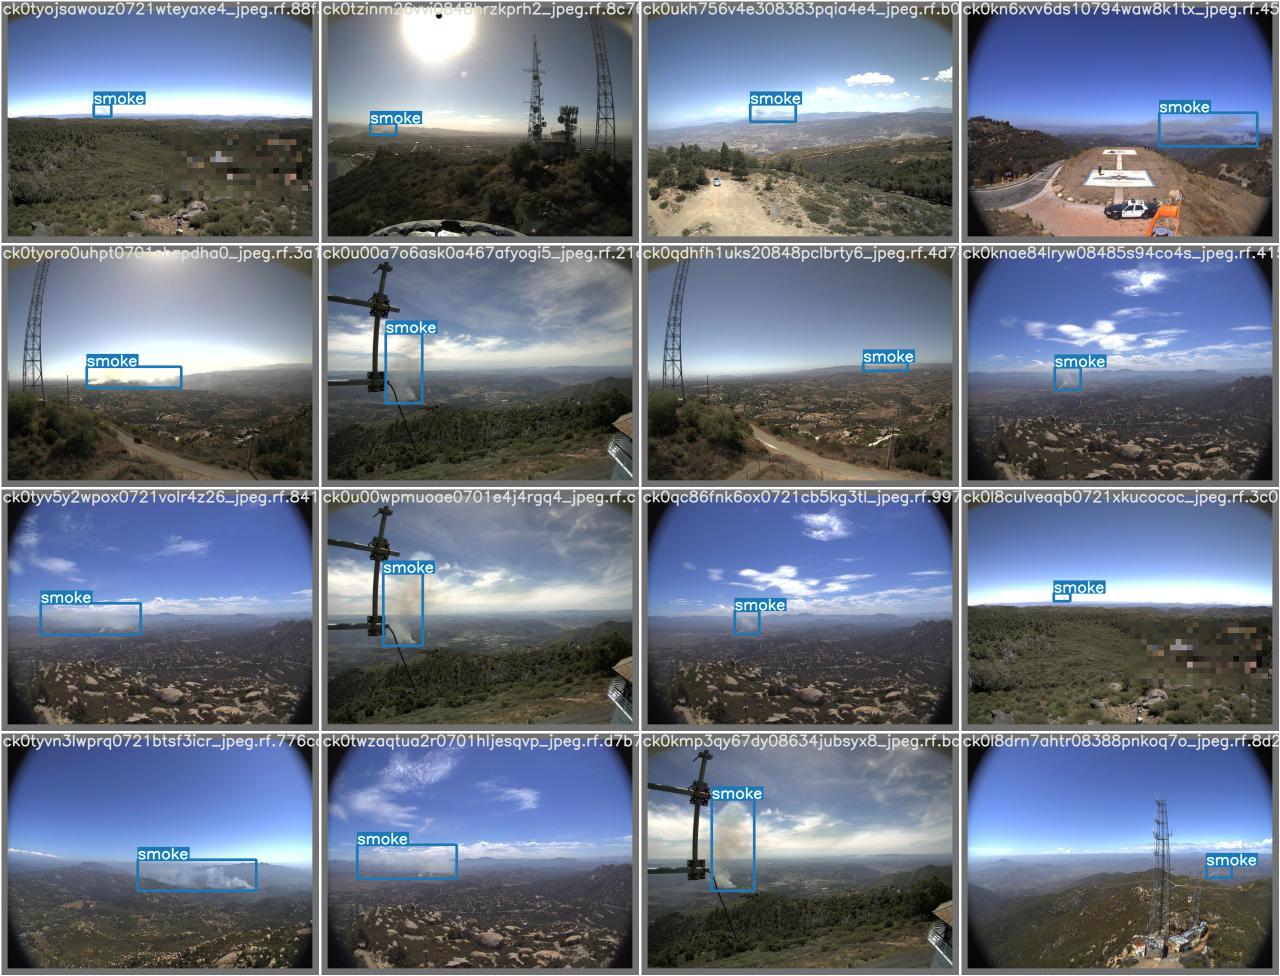 ck0tyojsawouz0721wteyaxe4_jpeg.rf.88f
smoke
smoke
ck0ukh756v4e308383pqia4e4_jpeg.rf.b0
smoke
ck0kn6xvv6ds10794waw8k1tx_jpeg.rf.45
smoke
smoke
ck0u00a7o6ask0a467afyogi5_jpeg.rf.21
smoke
ck0qdhfh1uks20848pclbrty6_jpeg.rf.4d7
smoke
ck0knae84lryw08485s94co4s_jpeg.rf.41
smoke
ck0tyv5y2wpox0721volr4z26_jpeg.rf.841
smoke
ck0u00wpmuoae0701e4j4rgq4_jpeg.rf.c
smoke
ck0qc86fnk6ox0721cb5kg3tl_jpeg.rf.997
smoke
ck0l8culveaqb0721xkucococ_jpeg.rf.3c0
smoke
ck0tyvn3lwprq0721btsf3icr_jpeg.rf.776c
smoke
ck0twzaqtua2r0701hljesqvp_jpeg.rf.d7b7
smoke
ck0kmp3qy67dy08634jubsyx8_jpeg.rf.bc
smoke
ck0l8drn7ahtr08388pnkoq7o_jpeg.rf.8d2
smoke